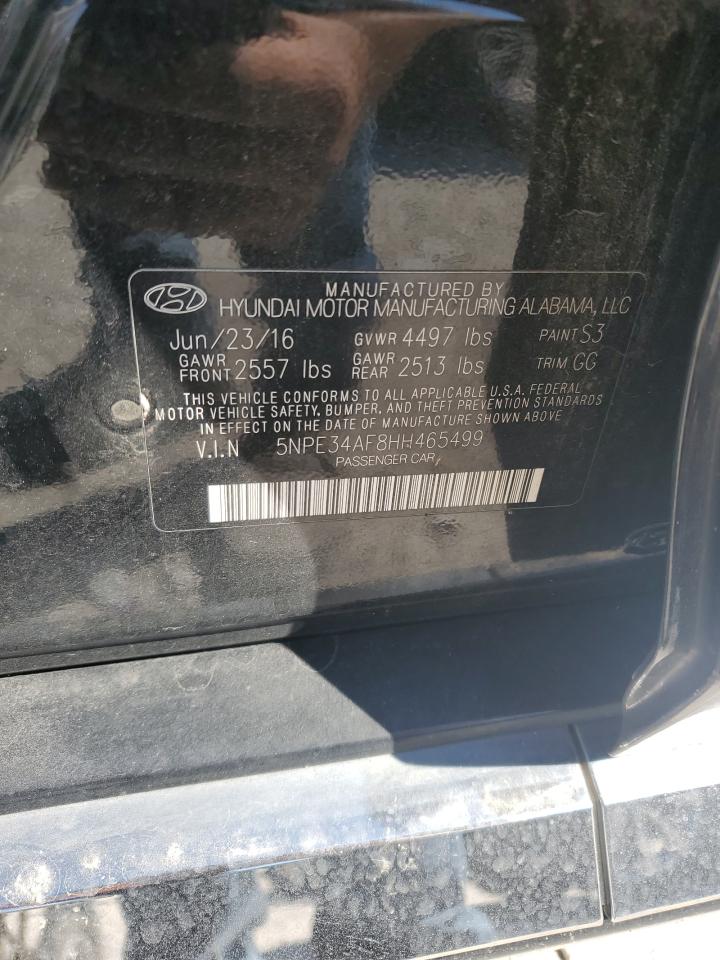 MANUFACTURED BY
HYUNDAI MOTOR MANUFACTURING ALABAMA, LLC
Jun/23/16 GVWR 4497 lbs PAINT S3
GAWR FRONT 2557 lbs GAWR REAR 2513 lbs TRIM GG
THIS VEHICLE CONFORMS TO ALL APPLICABLE U.S.A. FEDERAL
MOTOR VEHICLE SAFETY, BUMPER, AND THEFT PREVENTION STANDARDS
IN EFFECT ON THE DATE OF MANUFACTURE SHOWN ABOVE
V.I.N 5NPE34AF8HH465499
PASSENGER CAR